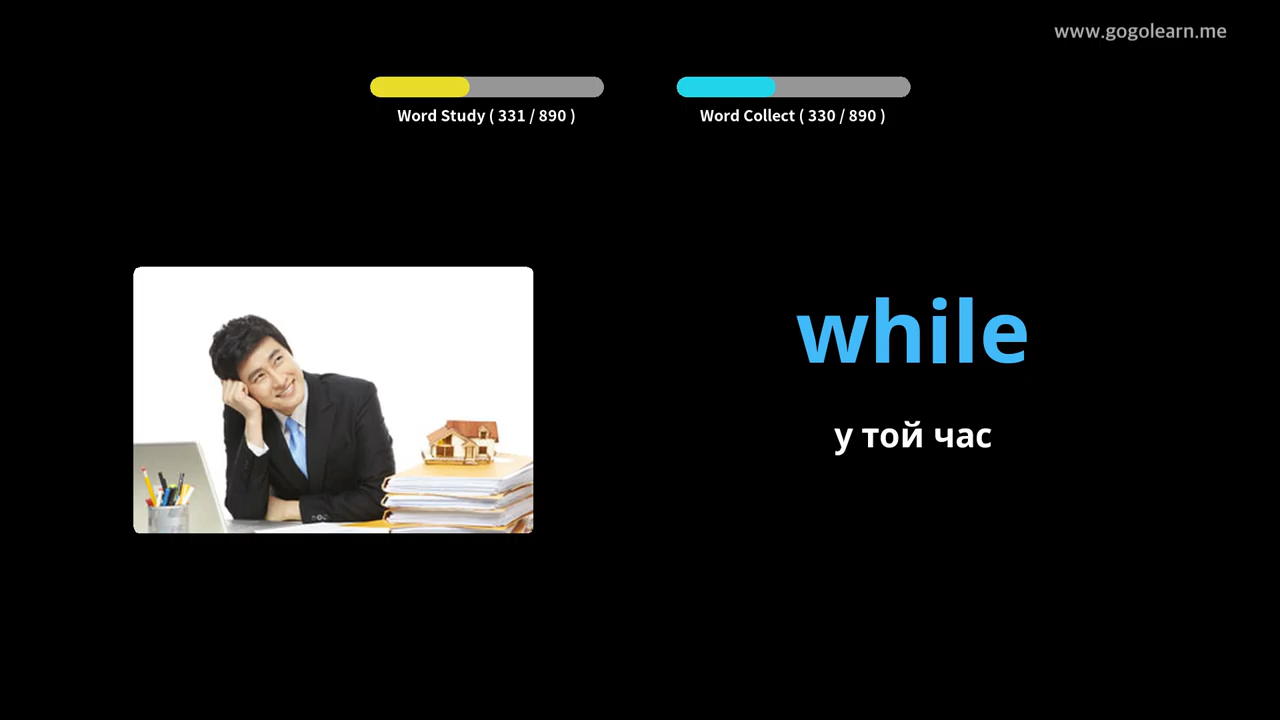 www.gogolearn.me
Word Study ( 331 / 890 )
Word Collect ( 330 / 890 )
while
у той час